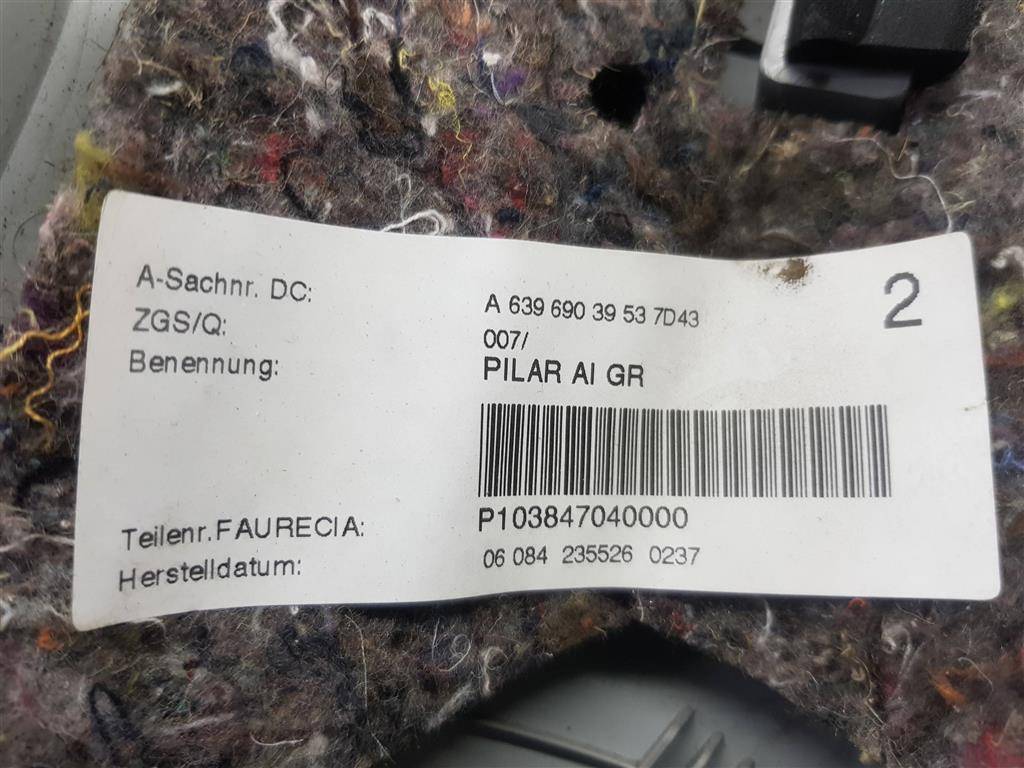 A-Sachnr. DC: A 639 690 39 53 7D43 2
ZGS/Q: 007/
Benennung: PILAR AI GR
Teilenr.FAURECIA: P103847040000
Herstelldatum: 06 084 235526 0237